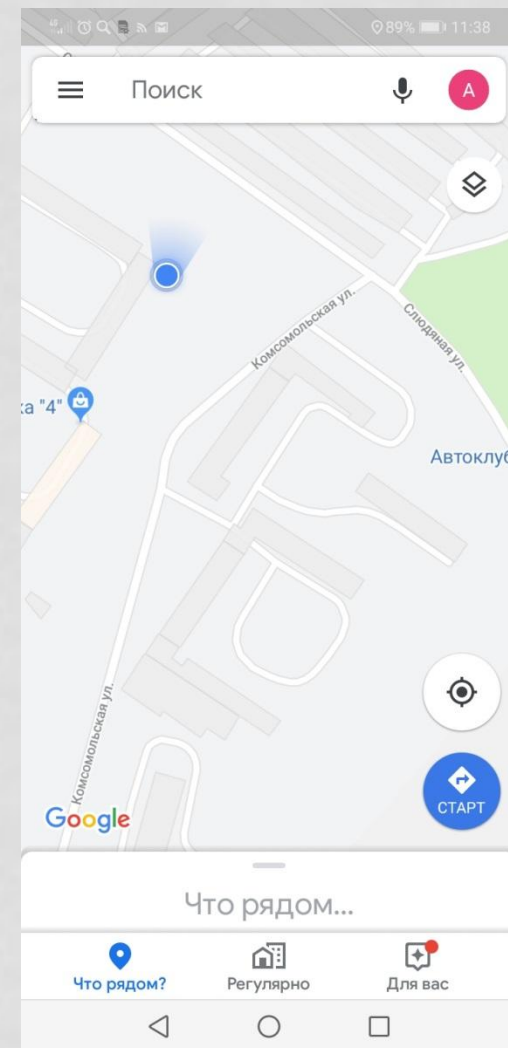 89% 11:38
Поиск
A
Комсомольская ул.
Слюдяная ул.
ка "4"
Автоклуб
Комсомольская ул.
Google
СТАРТ
Что рядом...
Что рядом?
Регулярно
Для вас